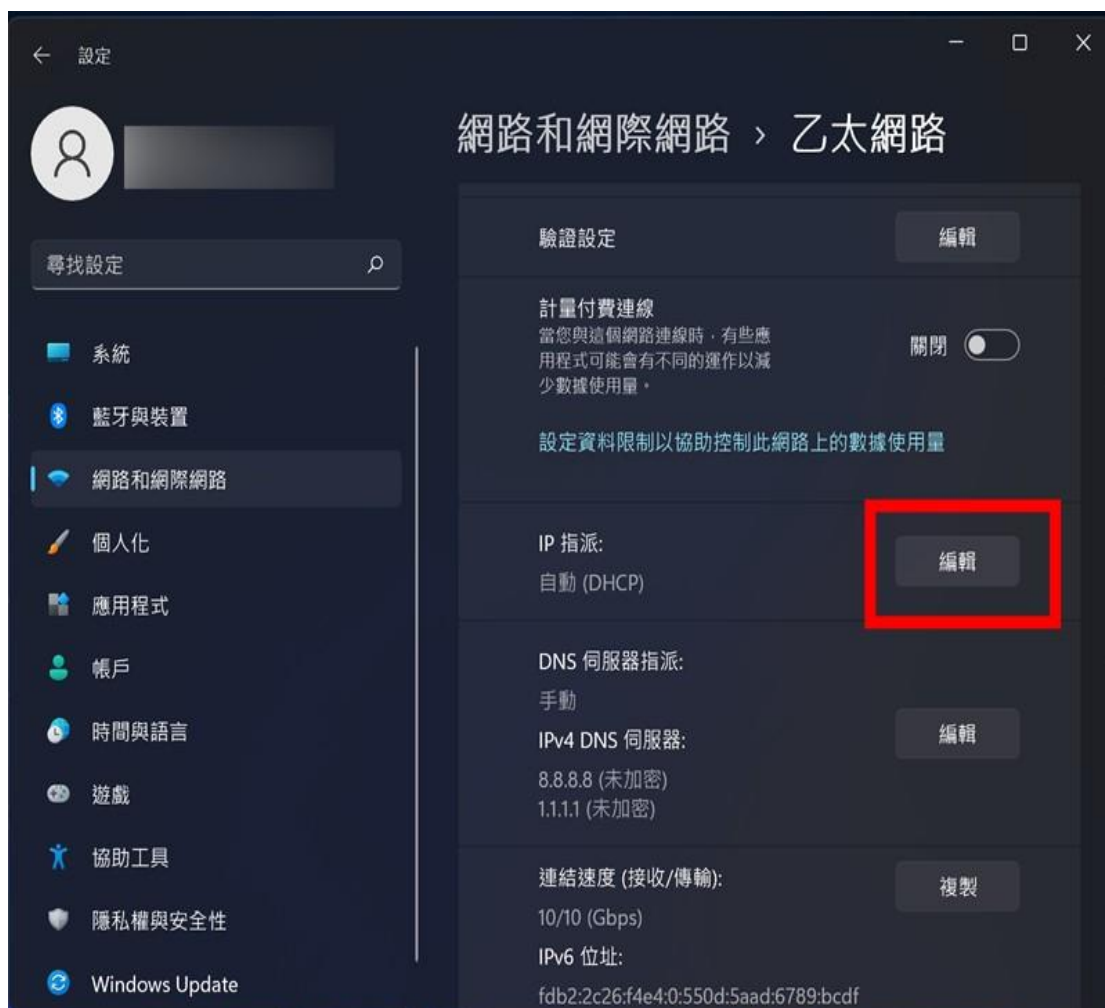 設定
網路和網際網路 › 乙太網路
尋找設定
系統
藍牙與裝置
網路和網際網路
個人化
應用程式
帳戶
時間與語言
遊戲
協助工具
隱私權與安全性
Windows Update
驗證設定
編輯
計量付費連線
當您與這個網路連線時，有些應
用程式可能會有不同的運作以減
少數據使用量。
關閉
設定資料限制以協助控制此網路上的數據使用量
IP 指派:
自動 (DHCP)
編輯
DNS 伺服器指派:
手動
IPv4 DNS 伺服器:
8.8.8.8 (未加密)
1.1.1.1 (未加密)
編輯
連結速度 (接收/傳輸):
10/10 (Gbps)
複製
IPv6 位址:
fdb2:2c26:f4e4:0:550d:5aad:6789:bcdf